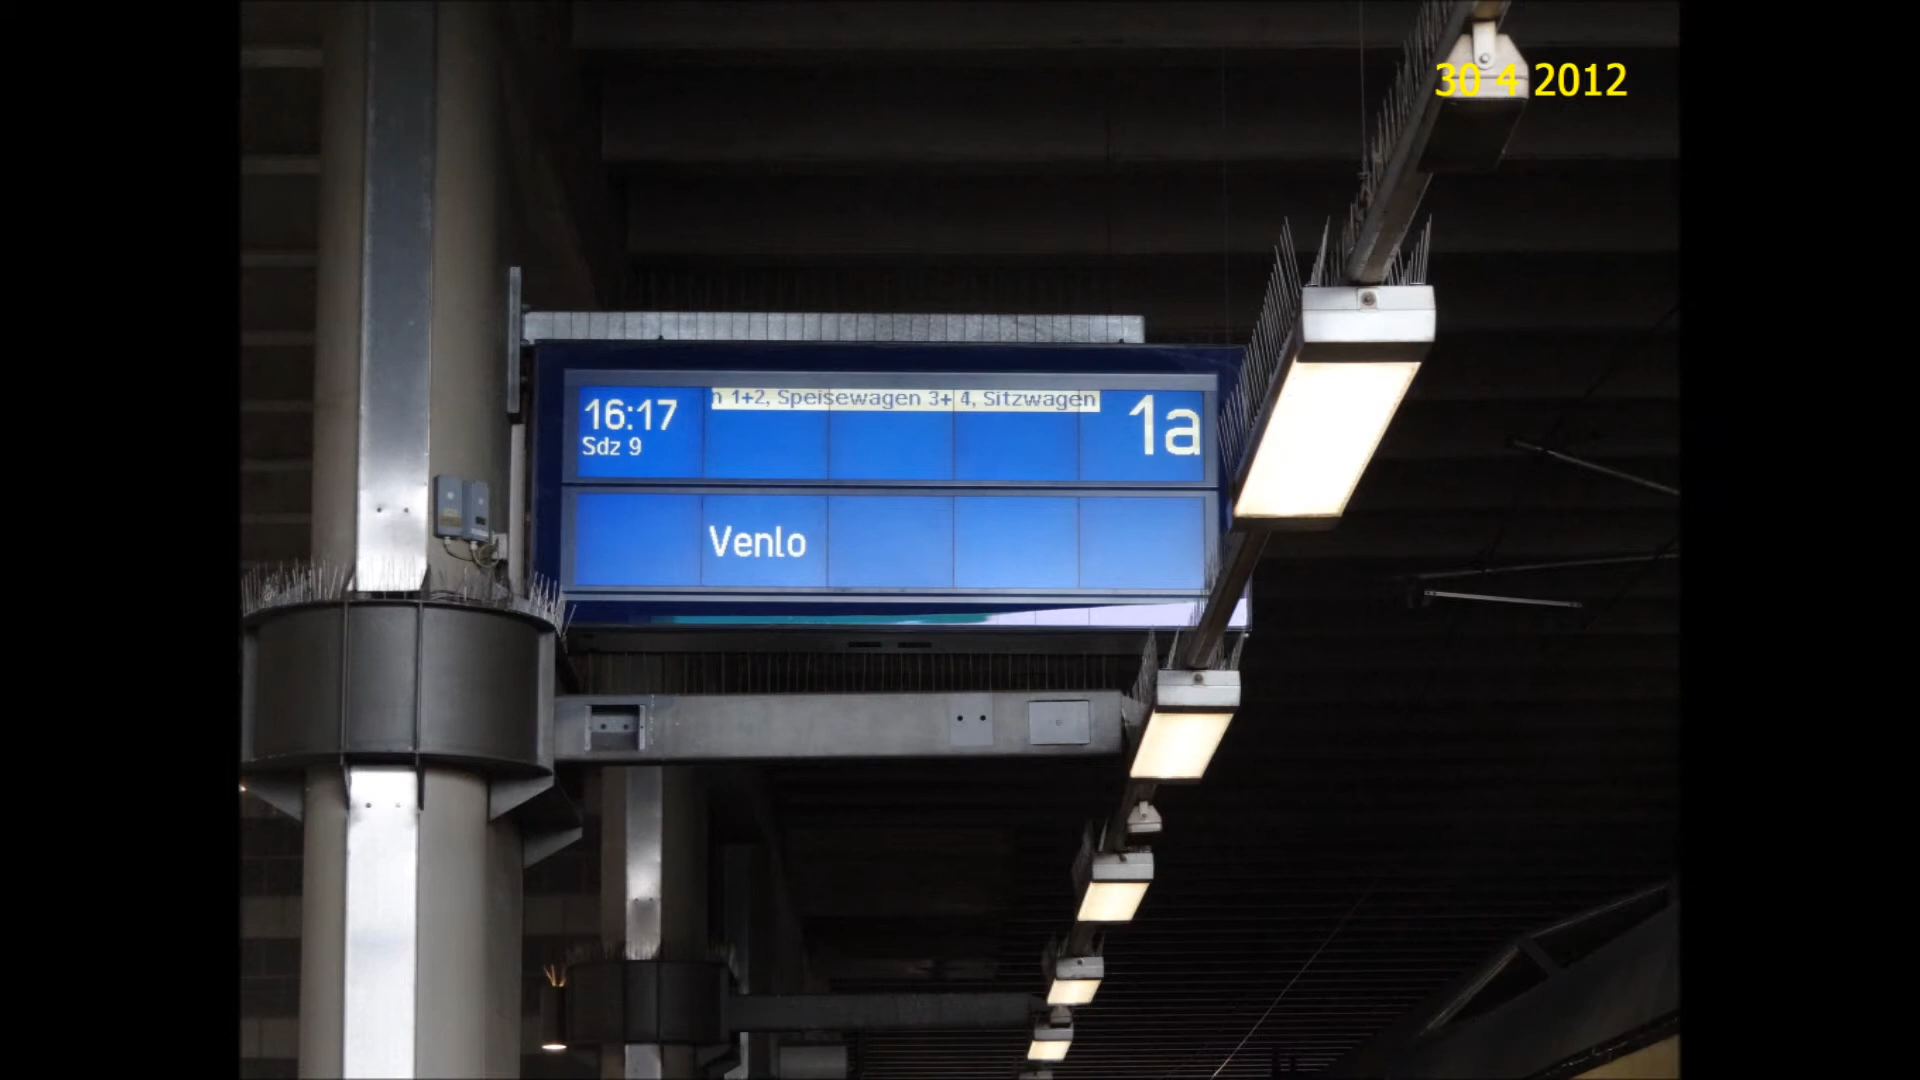 30 4 2012
n 1+2, Speisewagen 3+ 4, Sitzwagen
16:17
1a
Sdz 9
Venlo